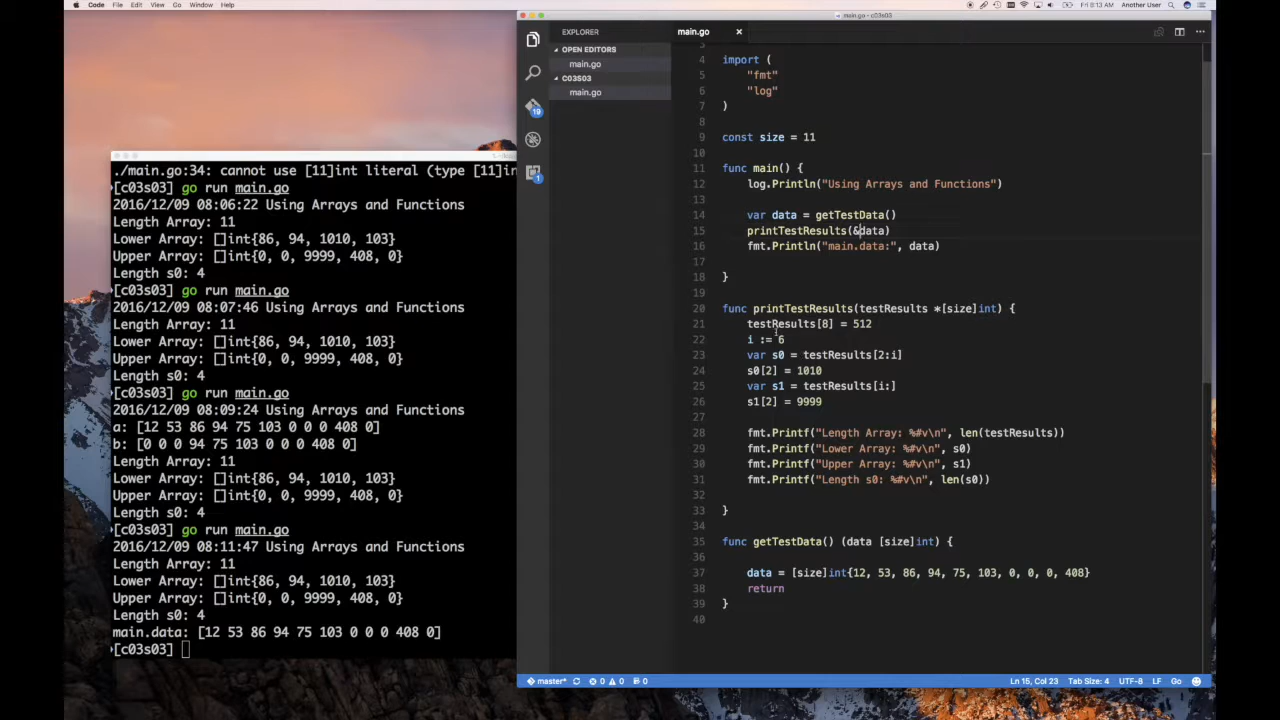 Code File Edit View Go Window Help
Fri 8:13 AM Another User
main.go — c03s03
EXPLORER
OPEN EDITORS
main.go
C03S03
main.go
19
1
main.go
3
4 import (
5 "fmt"
6 "log"
7 )
8
9 const size = 11
10
11 func main() {
12 log.Println("Using Arrays and Functions")
13
14 var data = getTestData()
15 printTestResults(&data)
16 fmt.Println("main.data:", data)
17
18 }
19
20 func printTestResults(testResults *[size]int) {
21 testResults[8] = 512
22 i := 6
23 var s0 = testResults[2:i]
24 s0[2] = 1010
25 var s1 = testResults[i:]
26 s1[2] = 9999
27
28 fmt.Printf("Length Array: %#v\n", len(testResults))
29 fmt.Printf("Lower Array: %#v\n", s0)
30 fmt.Printf("Upper Array: %#v\n", s1)
31 fmt.Printf("Length s0: %#v\n", len(s0))
32
33 }
34
35 func getTestData() (data [size]int) {
36
37 data = [size]int{12, 53, 86, 94, 75, 103, 0, 0, 0, 408}
38 return
39 }
40
./main.go:34: cannot use [11]int literal (type [11]in
[c03s03] go run main.go
2016/12/09 08:06:22 Using Arrays and Functions
Length Array: 11
Lower Array: []int{86, 94, 1010, 103}
Upper Array: []int{0, 0, 9999, 408, 0}
Length s0: 4
[c03s03] go run main.go
2016/12/09 08:07:46 Using Arrays and Functions
Length Array: 11
Lower Array: []int{86, 94, 1010, 103}
Upper Array: []int{0, 0, 9999, 408, 0}
Length s0: 4
[c03s03] go run main.go
2016/12/09 08:09:24 Using Arrays and Functions
a: [12 53 86 94 75 103 0 0 0 408 0]
b: [0 0 0 94 75 103 0 0 0 408 0]
Length Array: 11
Lower Array: []int{86, 94, 1010, 103}
Upper Array: []int{0, 0, 9999, 408, 0}
Length s0: 4
[c03s03] go run main.go
2016/12/09 08:11:47 Using Arrays and Functions
Length Array: 11
Lower Array: []int{86, 94, 1010, 103}
Upper Array: []int{0, 0, 9999, 408, 0}
Length s0: 4
main.data: [12 53 86 94 75 103 0 0 0 408 0]
[c03s03]
master* 0 0 0
Ln 15, Col 23 Tab Size: 4 UTF-8 LF Go